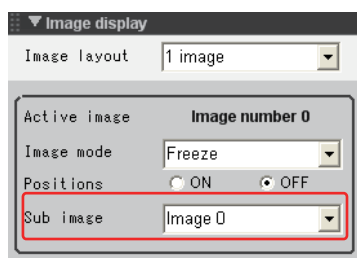 Image display
Image layout 1 image
Active image Image number 0
Image mode Freeze
Positions ON OFF
Sub image Image 0